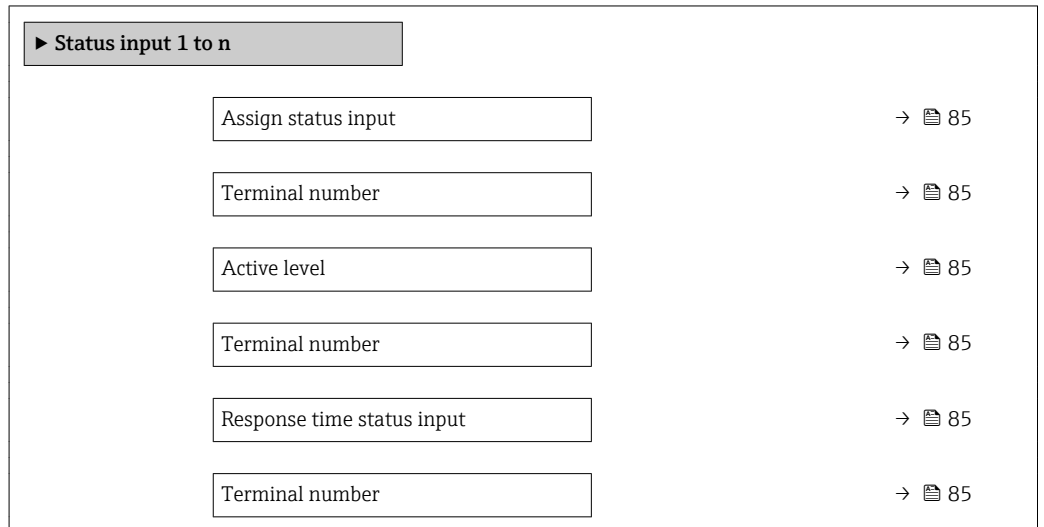 ▶ Status input 1 to n
Assign status input → 85
Terminal number → 85
Active level → 85
Terminal number → 85
Response time status input → 85
Terminal number → 85